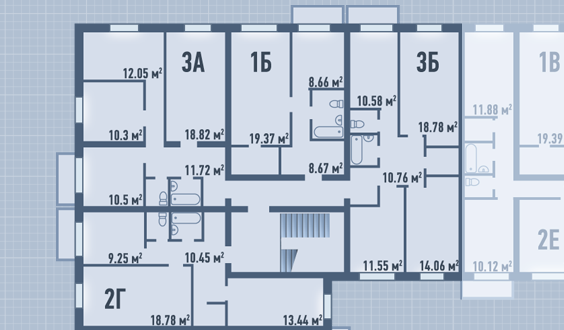 12.05 м²
3А
1Б
8.66 м²
10.58 м²
3Б
11.88 м²
1В
10.3 м²
18.82 м²
19.37 м²
18.78 м²
19.39
11.72 м²
8.67 м²
10.76 м²
10.5 м²
2Е
9.25 м²
10.45 м²
11.55 м²
14.06 м²
10.12 м²
2Г
18.78 м²
13.44 м²